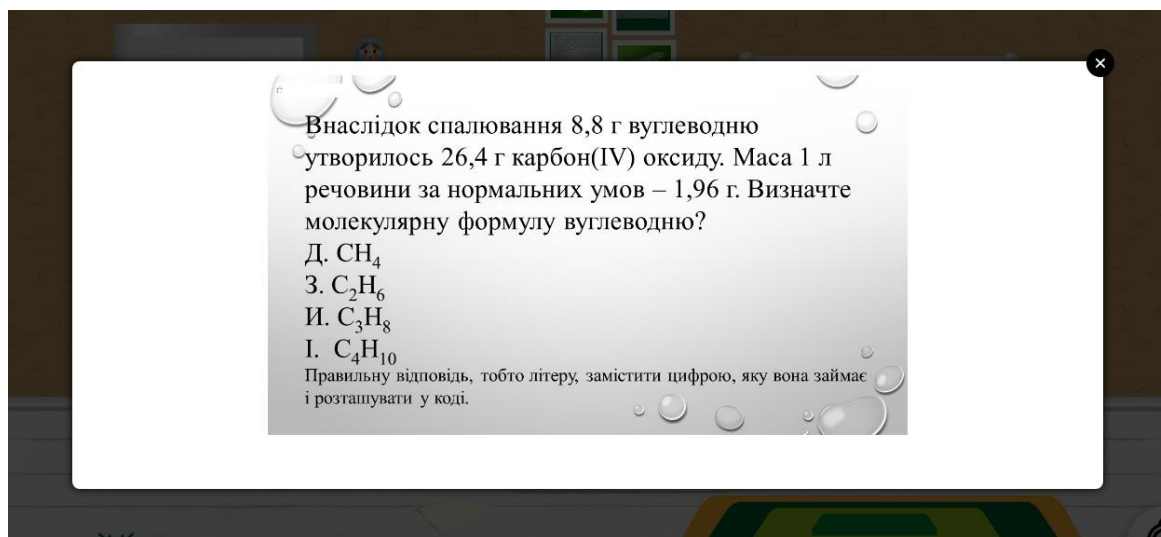 Внаслідок спалювання 8,8 г вуглеводню
утворилось 26,4 г карбон(IV) оксиду. Маса 1 л
речовини за нормальних умов – 1,96 г. Визначте
молекулярну формулу вуглеводню?
Д. CH₄
З. C₂H₆
И. C₃H₈
І. C₄H₁₀
Правильну відповідь, тобто літеру, замістити цифрою, яку вона займає
і розташувати у коді.